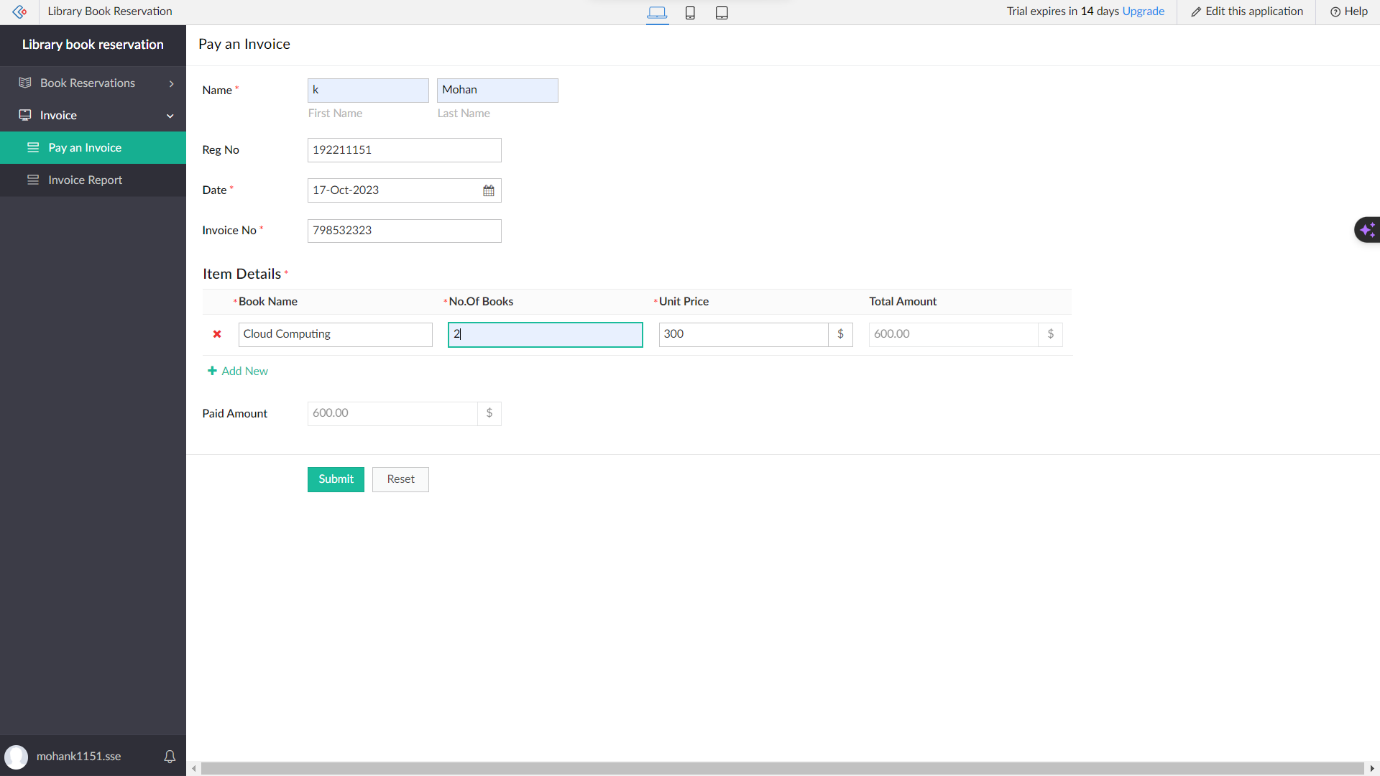 Library Book Reservation
Trial expires in 14 days Upgrade
Edit this application
Help
Library book reservation
Book Reservations
Invoice
Pay an Invoice
Invoice Report
mohank1151.sse
Pay an Invoice
Name * k Mohan
First Name Last Name
Reg No 192211151
Date * 17-Oct-2023
Invoice No * 798532323
Item Details *
* Book Name * No.Of Books * Unit Price Total Amount
Cloud Computing 2 300 $ 600.00 $
+ Add New
Paid Amount 600.00 $
Submit Reset